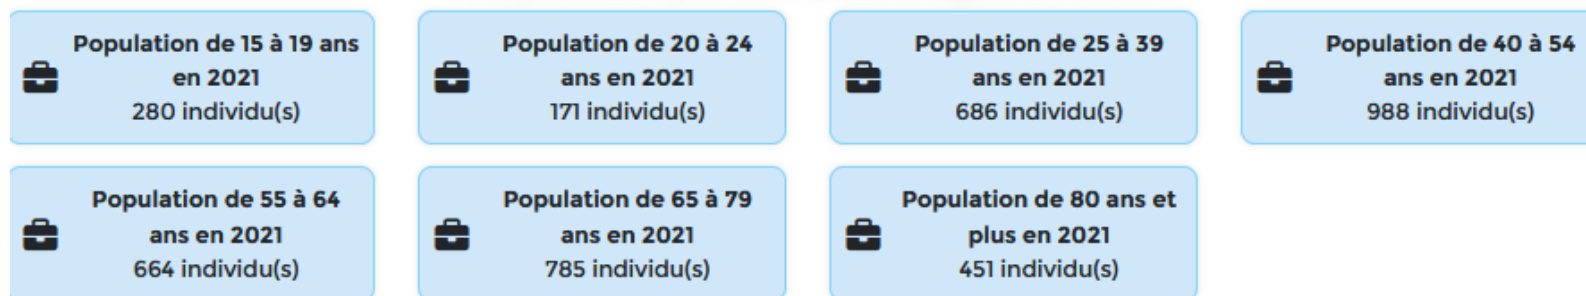 Population de 15 à 19 ans
en 2021
280 individu(s)
Population de 20 à 24
ans en 2021
171 individu(s)
Population de 25 à 39
ans en 2021
686 individu(s)
Population de 40 à 54
ans en 2021
988 individu(s)
Population de 55 à 64
ans en 2021
664 individu(s)
Population de 65 à 79
ans en 2021
785 individu(s)
Population de 80 ans et
plus en 2021
451 individu(s)